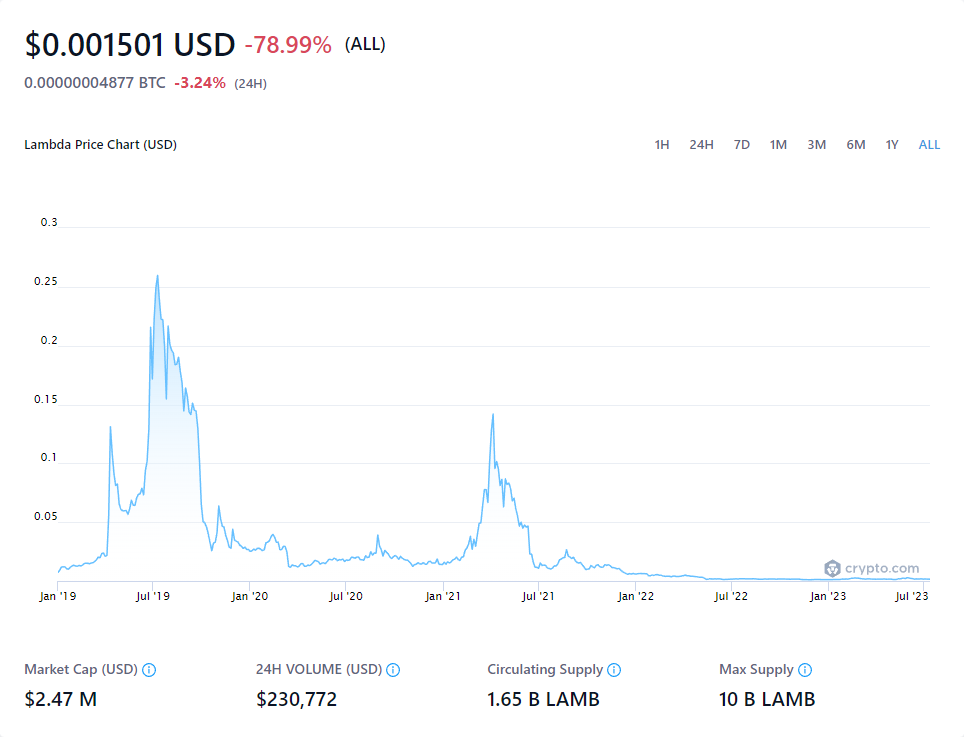 $0.001501 USD -78.99% (ALL)
0.00000004877 BTC -3.24% (24H)
Lambda Price Chart (USD) 1H 24H 7D 1M 3M 6M 1Y ALL
0.3
0.25
0.2
0.15
0.1
0.05
crypto.com
Jan '19 Jul '19 Jan '20 Jul '20 Jan '21 Jul '21 Jan '22 Jul '22 Jan '23 Jul '23
Market Cap (USD) 24H VOLUME (USD) Circulating Supply Max Supply
$2.47 M $230,772 1.65 B LAMB 10 B LAMB